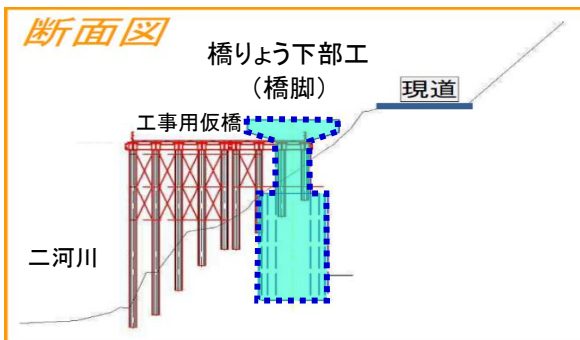 断面図
橋りょう下部工
（橋脚）
現道
工事用仮橋
二河川